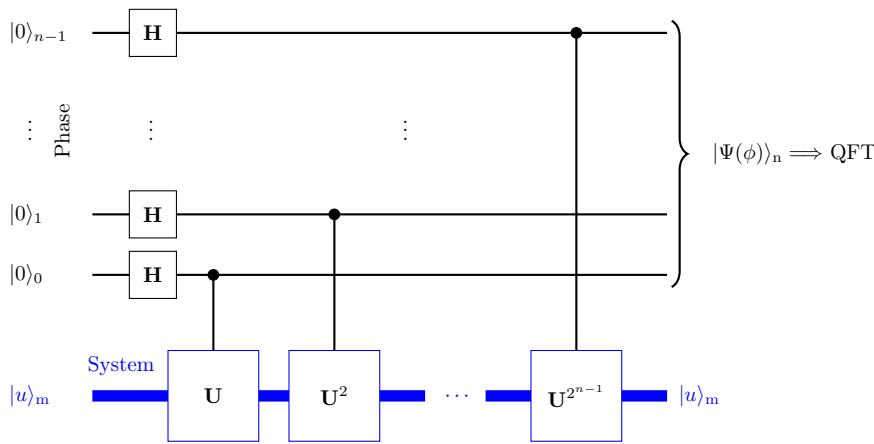 |0⟩ₙ₋₁ H
⋮ Phase ⋮ ⋮
|Ψ(ϕ)⟩ₙ ⟹ QFT
|0⟩₁ H
|0⟩₀ H
System
|u⟩ₘ U U² ⋯ U^{2^{n-1}} |u⟩ₘ